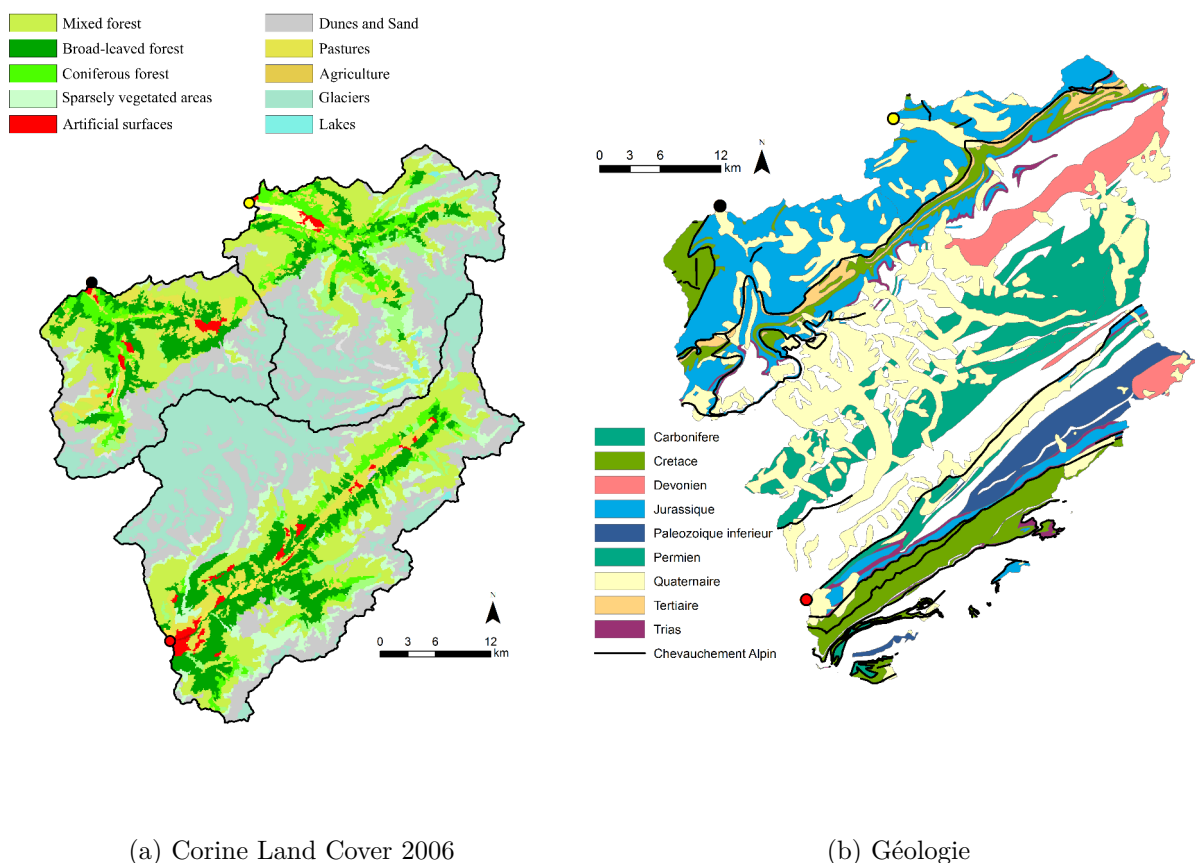 Mixed forest
Broad-leaved forest
Coniferous forest
Sparsely vegetated areas
Artificial surfaces
Dunes and Sand
Pastures
Agriculture
Glaciers
Lakes
N
0 3 6 12
km
N
0 3 6 12
km
Carbonifere
Cretace
Devonien
Jurassique
Paleozoique inferieur
Permien
Quaternaire
Tertiaire
Trias
Chevauchement Alpin
(a) Corine Land Cover 2006
(b) Géologie